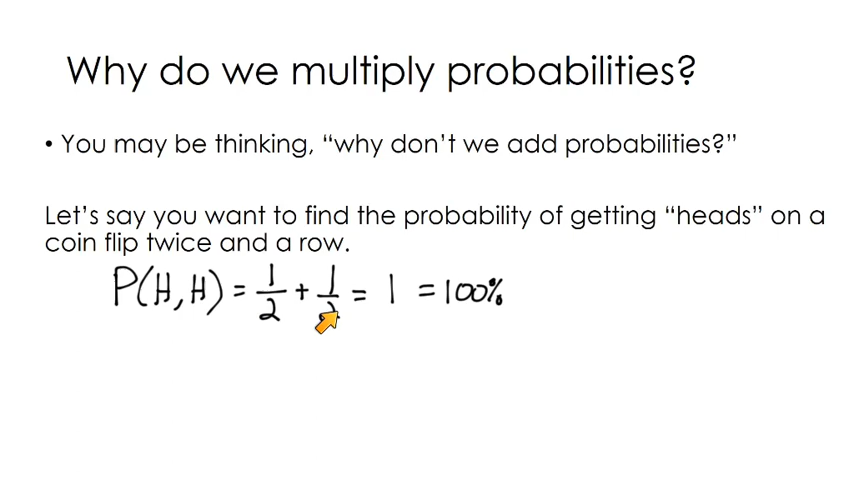 Why do we multiply probabilities?
• You may be thinking, “why don’t we add probabilities?”
Let’s say you want to find the probability of getting “heads” on a
coin flip twice and a row.
P(H,H) = 1/2 + 1/2 = 1 = 100%